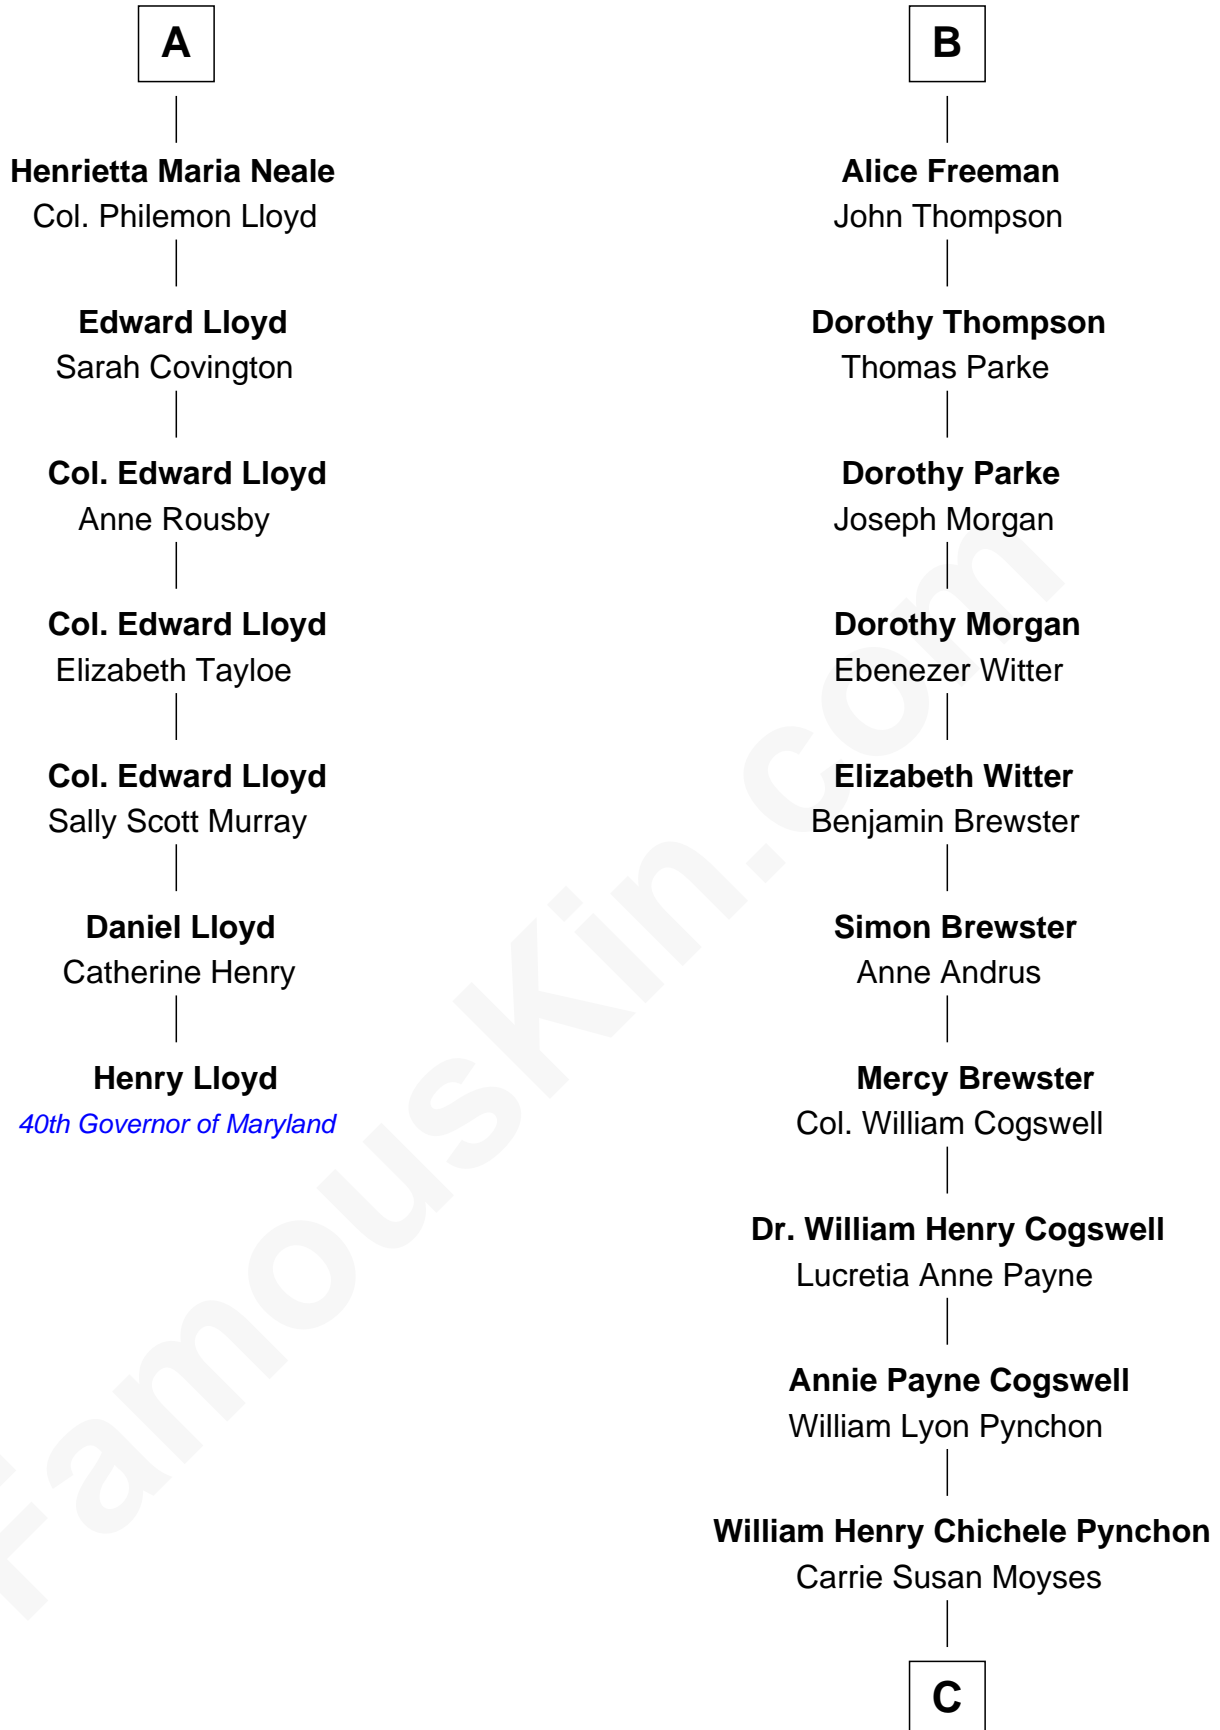 A
Henrietta Maria Neale
Col. Philemon Lloyd
Edward Lloyd
Sarah Covington
Col. Edward Lloyd
Anne Rousby
Col. Edward Lloyd
Elizabeth Tayloe
Col. Edward Lloyd
Sally Scott Murray
Daniel Lloyd
Catherine Henry
Henry Lloyd
40th Governor of Maryland
B
Alice Freeman
John Thompson
Dorothy Thompson
Thomas Parke
Dorothy Parke
Joseph Morgan
Dorothy Morgan
Ebenezer Witter
Elizabeth Witter
Benjamin Brewster
Simon Brewster
Anne Andrus
Mercy Brewster
Col. William Cogswell
Dr. William Henry Cogswell
Lucretia Anne Payne
Annie Payne Cogswell
William Lyon Pynchon
William Henry Chichele Pynchon
Carrie Susan Moyses
C
FamousKin.com